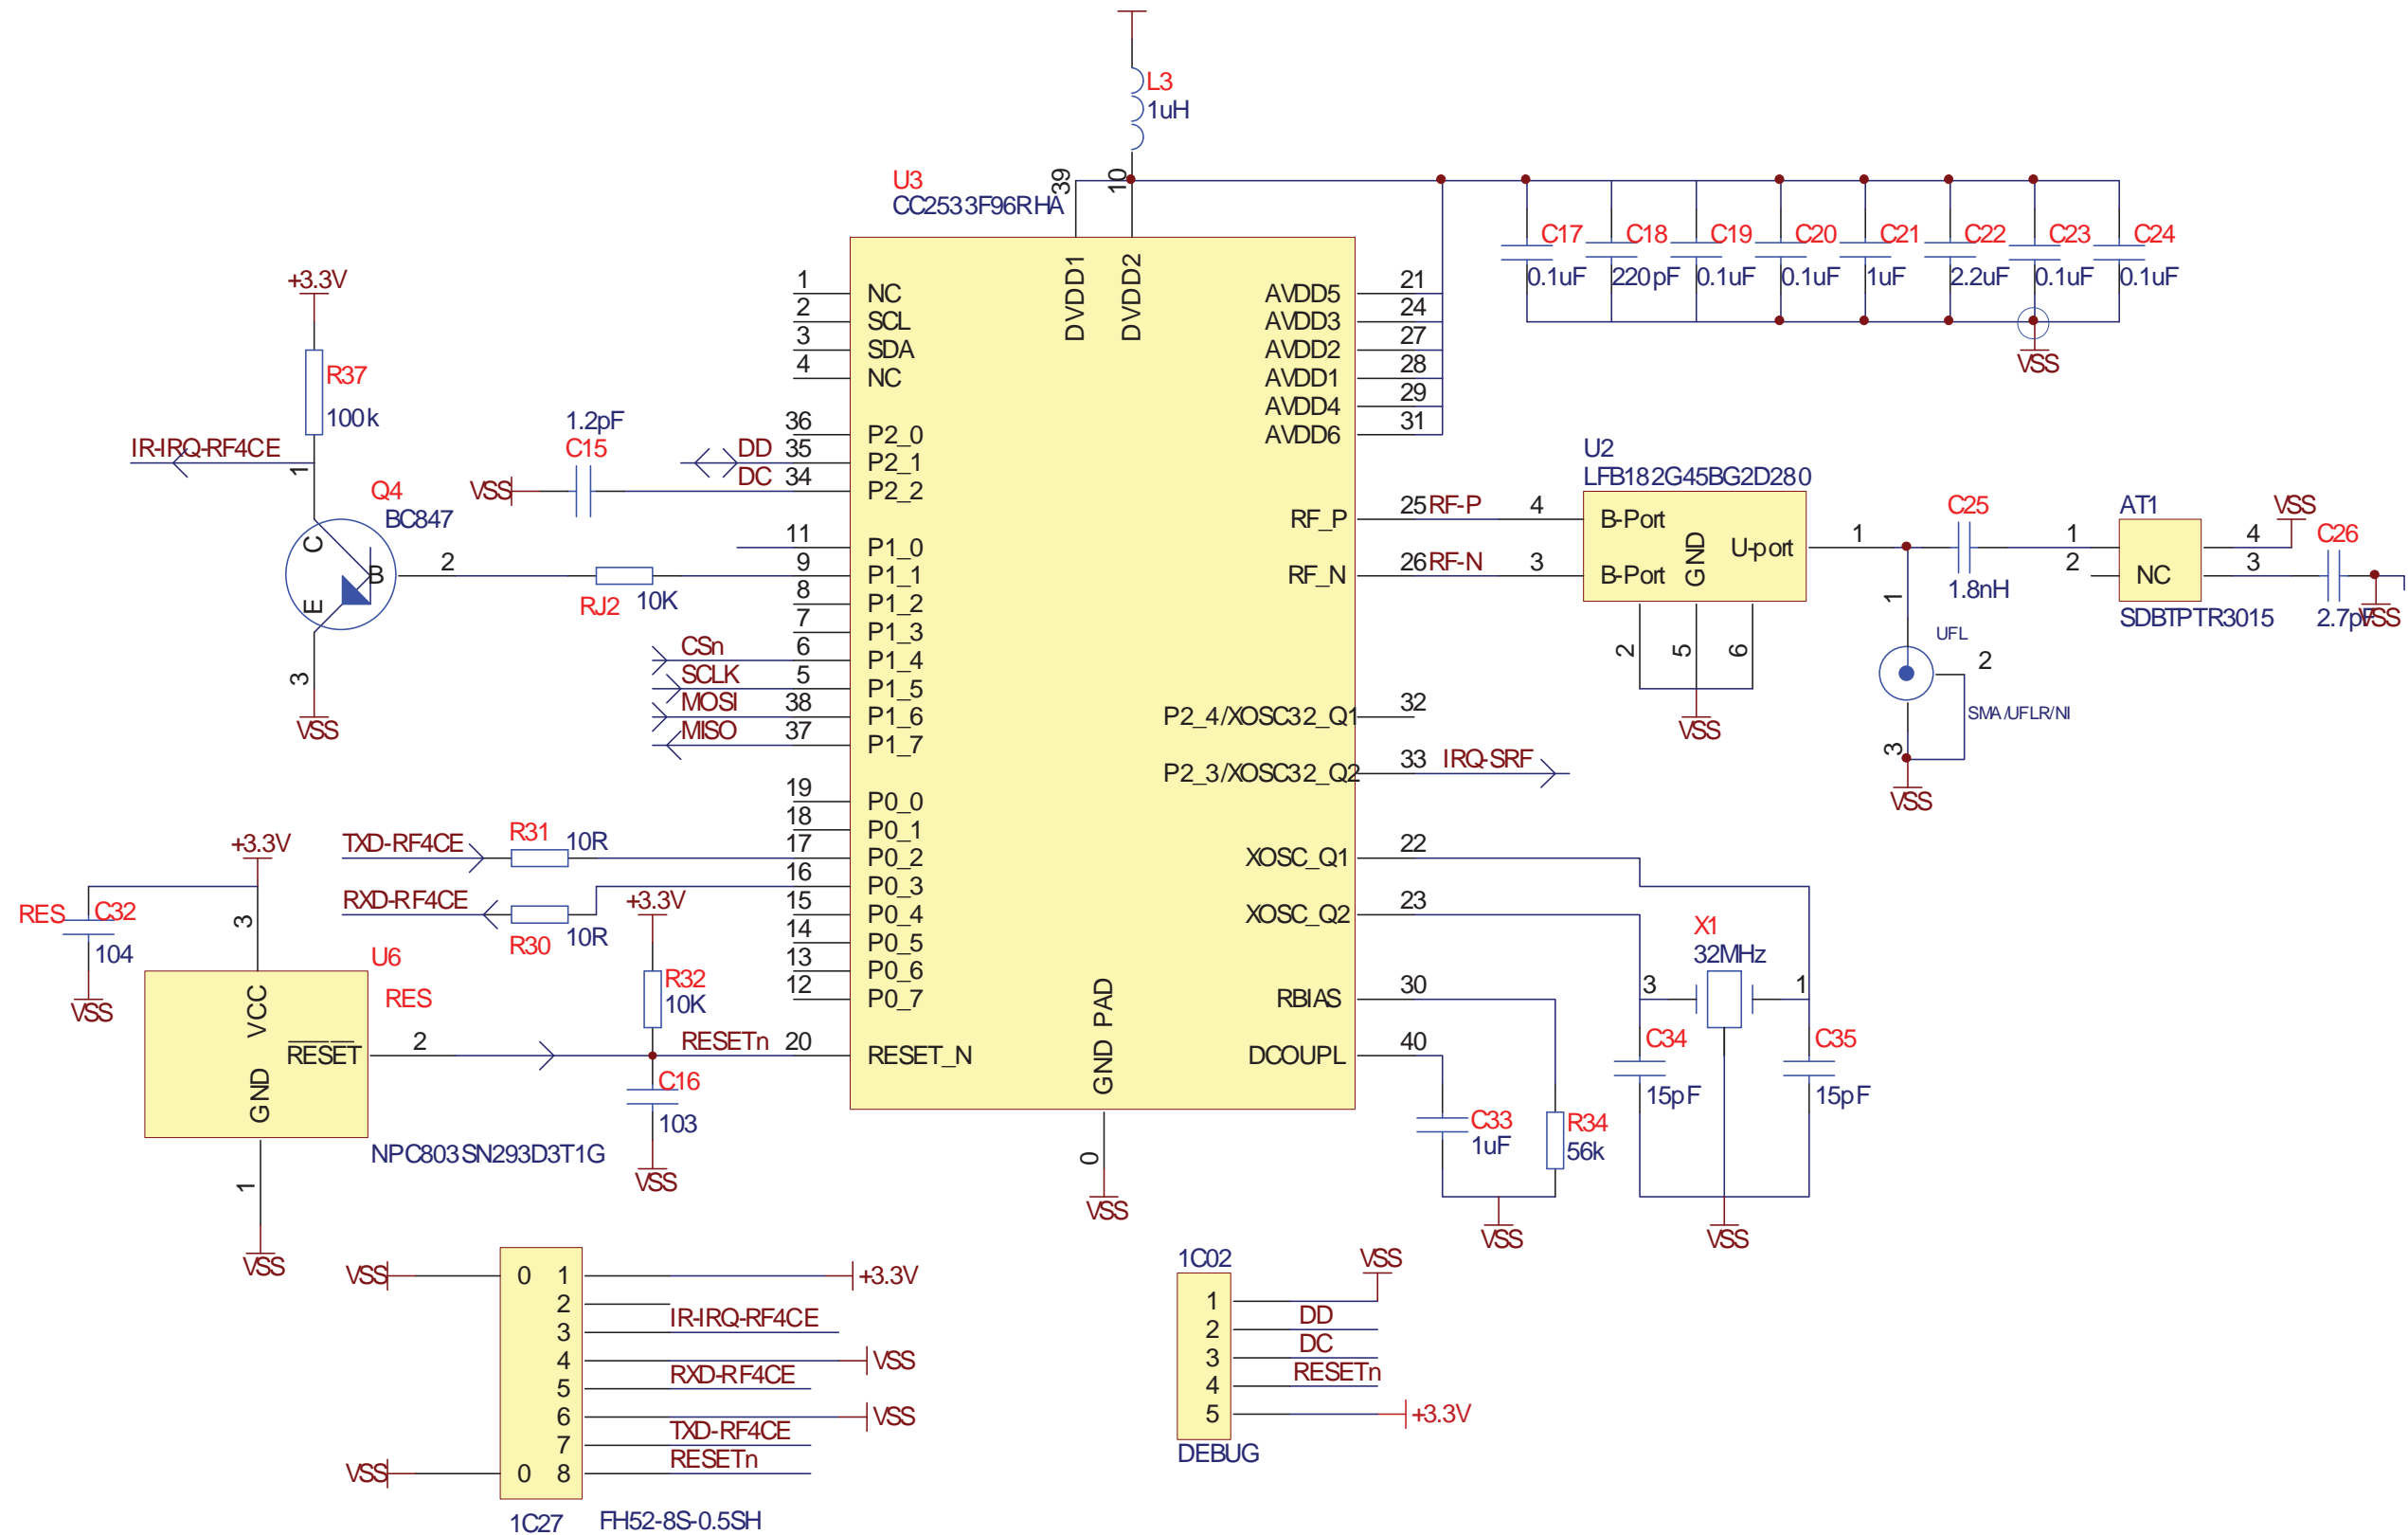 L3
1uH
U3
CC2533F96RHA
39
10
DVDD1
DVDD2
C17 C18 C19 C20 C21 C22 C23 C24
0.1uF 220pF 0.1uF 0.1uF 1uF 2.2uF 0.1uF 0.1uF
VSS
+3.3V
R37
100k
IR-IRQ-RF4CE
1
Q4
BC847
C
B
E
2
3
VSS
RJ2
10K
1.2pF
C15
VSS
DD
DC
1 NC
2 SCL
3 SDA
4 NC
36 P2_0
35 P2_1
34 P2_2
11 P1_0
9 P1_1
8 P1_2
7 P1_3
CSn 6 P1_4
SCLK 5 P1_5
MOSI 38 P1_6
MISO 37 P1_7
19 P0_0
18 P0_1
17 P0_2
16 P0_3
15 P0_4
14 P0_5
13 P0_6
12 P0_7
RESETn 20 RESET_N
AVDD5 21
AVDD3 24
AVDD2 27
AVDD1 28
AVDD4 29
AVDD6 31
RF_P 25 RF-P 4
RF_N 26 RF-N 3
P2_4/XOSC32_Q1 32
P2_3/XOSC32_Q2 33 IRQ-SRF
XOSC_Q1 22
XOSC_Q2 23
RBIAS 30
DCOUPL 40
GND PAD
0
VSS
U2
LFB182G45BG2D280
B-Port
B-Port
GND
U-port
1
2
5
6
VSS
C25
1.8nH
AT1
1
2
NC
4
3
SDBTPTR3015
VSS
C26
2.7pF
VSS
1
UFL
2
SMA/UFLR/NI
3
VSS
TXD-RF4CE
R31
10R
RXD-RF4CE
R30
10R
+3.3V
R32
10K
C16
103
VSS
+3.3V
RES C32
104
VSS
3
U6
RES
VCC
RESET
GND
2
1
NPC803SN293D3T1G
VSS
X1
32MHz
3
1
C34
15pF
C35
15pF
VSS
C33
1uF
R34
56k
VSS
VSS 0 1 +3.3V
2
3 IR-IRQ-RF4CE
4 VSS
5 RXD-RF4CE
6 VSS
7 TXD-RF4CE
VSS 0 8 RESETn
1C27
FH52-8S-0.5SH
1C02
1 VSS
2 DD
3 DC
4 RESETn
5 +3.3V
DEBUG